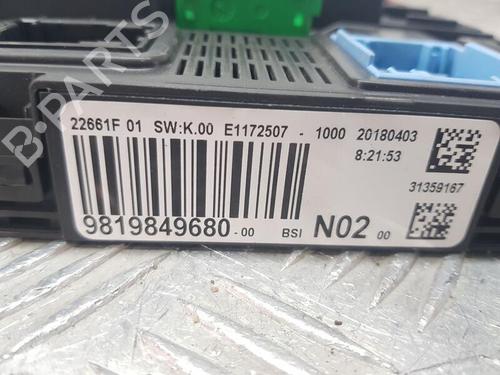 B-PARTS
22661F 01 SW:K.00 E1172507 - 1000 20180403
8:21:53
31359167
9819849680-00 BSI N02 00